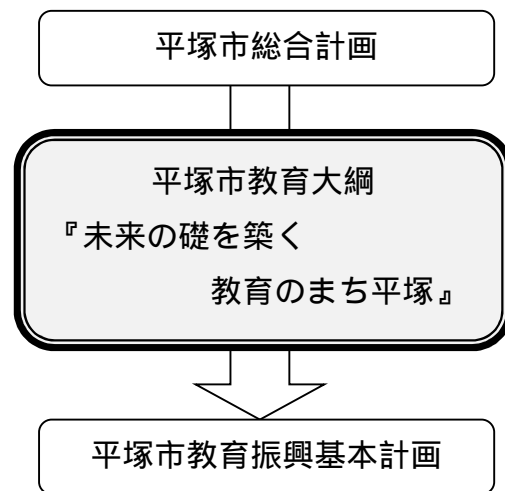 平塚市総合計画
平塚市教育大綱
『未来の礎を築く
教育のまち平塚』
平塚市教育振興基本計画